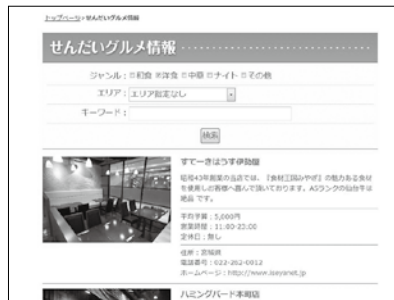 トップページ > せんだいグルメ情報
せんだいグルメ情報
ジャンル： 和食 洋食 中華 ナイト その他
エリア： エリア指定なし
キーワード：
検索
すてーきはうす伊勢屋
昭和43年創業の当店では、『食材王国みやぎ』の魅力ある食材
を使用しお客様へ喜んで頂いております。A5ランクの仙台牛は
絶品です。
平均予算：5,000円
営業時間：11:00-23:00
定休日：無し
住所：宮城県
電話番号：022-262-0012
ホームページ：http://www.iseyanet.jp
ハミングバード本町店